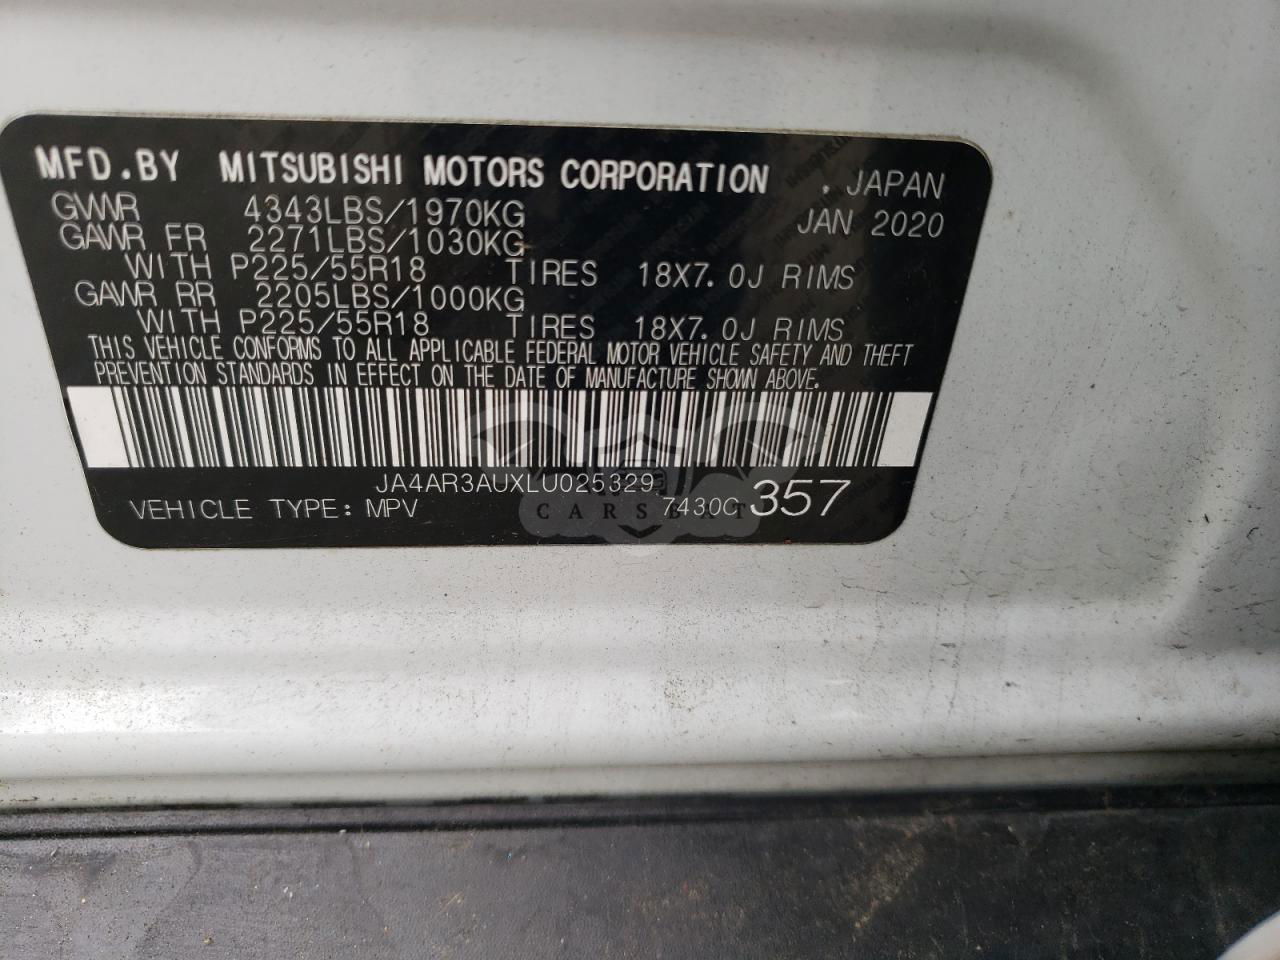 MFD.BY MITSUBISHI MOTORS CORPORATION . JAPAN
GVWR 4343LBS/1970KG JAN 2020
GAWR FR 2271LBS/1030KG
WITH P225/55R18 TIRES 18X7.0J RIMS
GAWR RR 2205LBS/1000KG
WITH P225/55R18 TIRES 18X7.0J RIMS
THIS VEHICLE CONFORMS TO ALL APPLICABLE FEDERAL MOTOR VEHICLE SAFETY AND THEFT
PREVENTION STANDARDS IN EFFECT ON THE DATE OF MANUFACTURE SHOWN ABOVE.
JA4AR3AUXLU025329
VEHICLE TYPE: MPV 7430C 357
CARSBAT